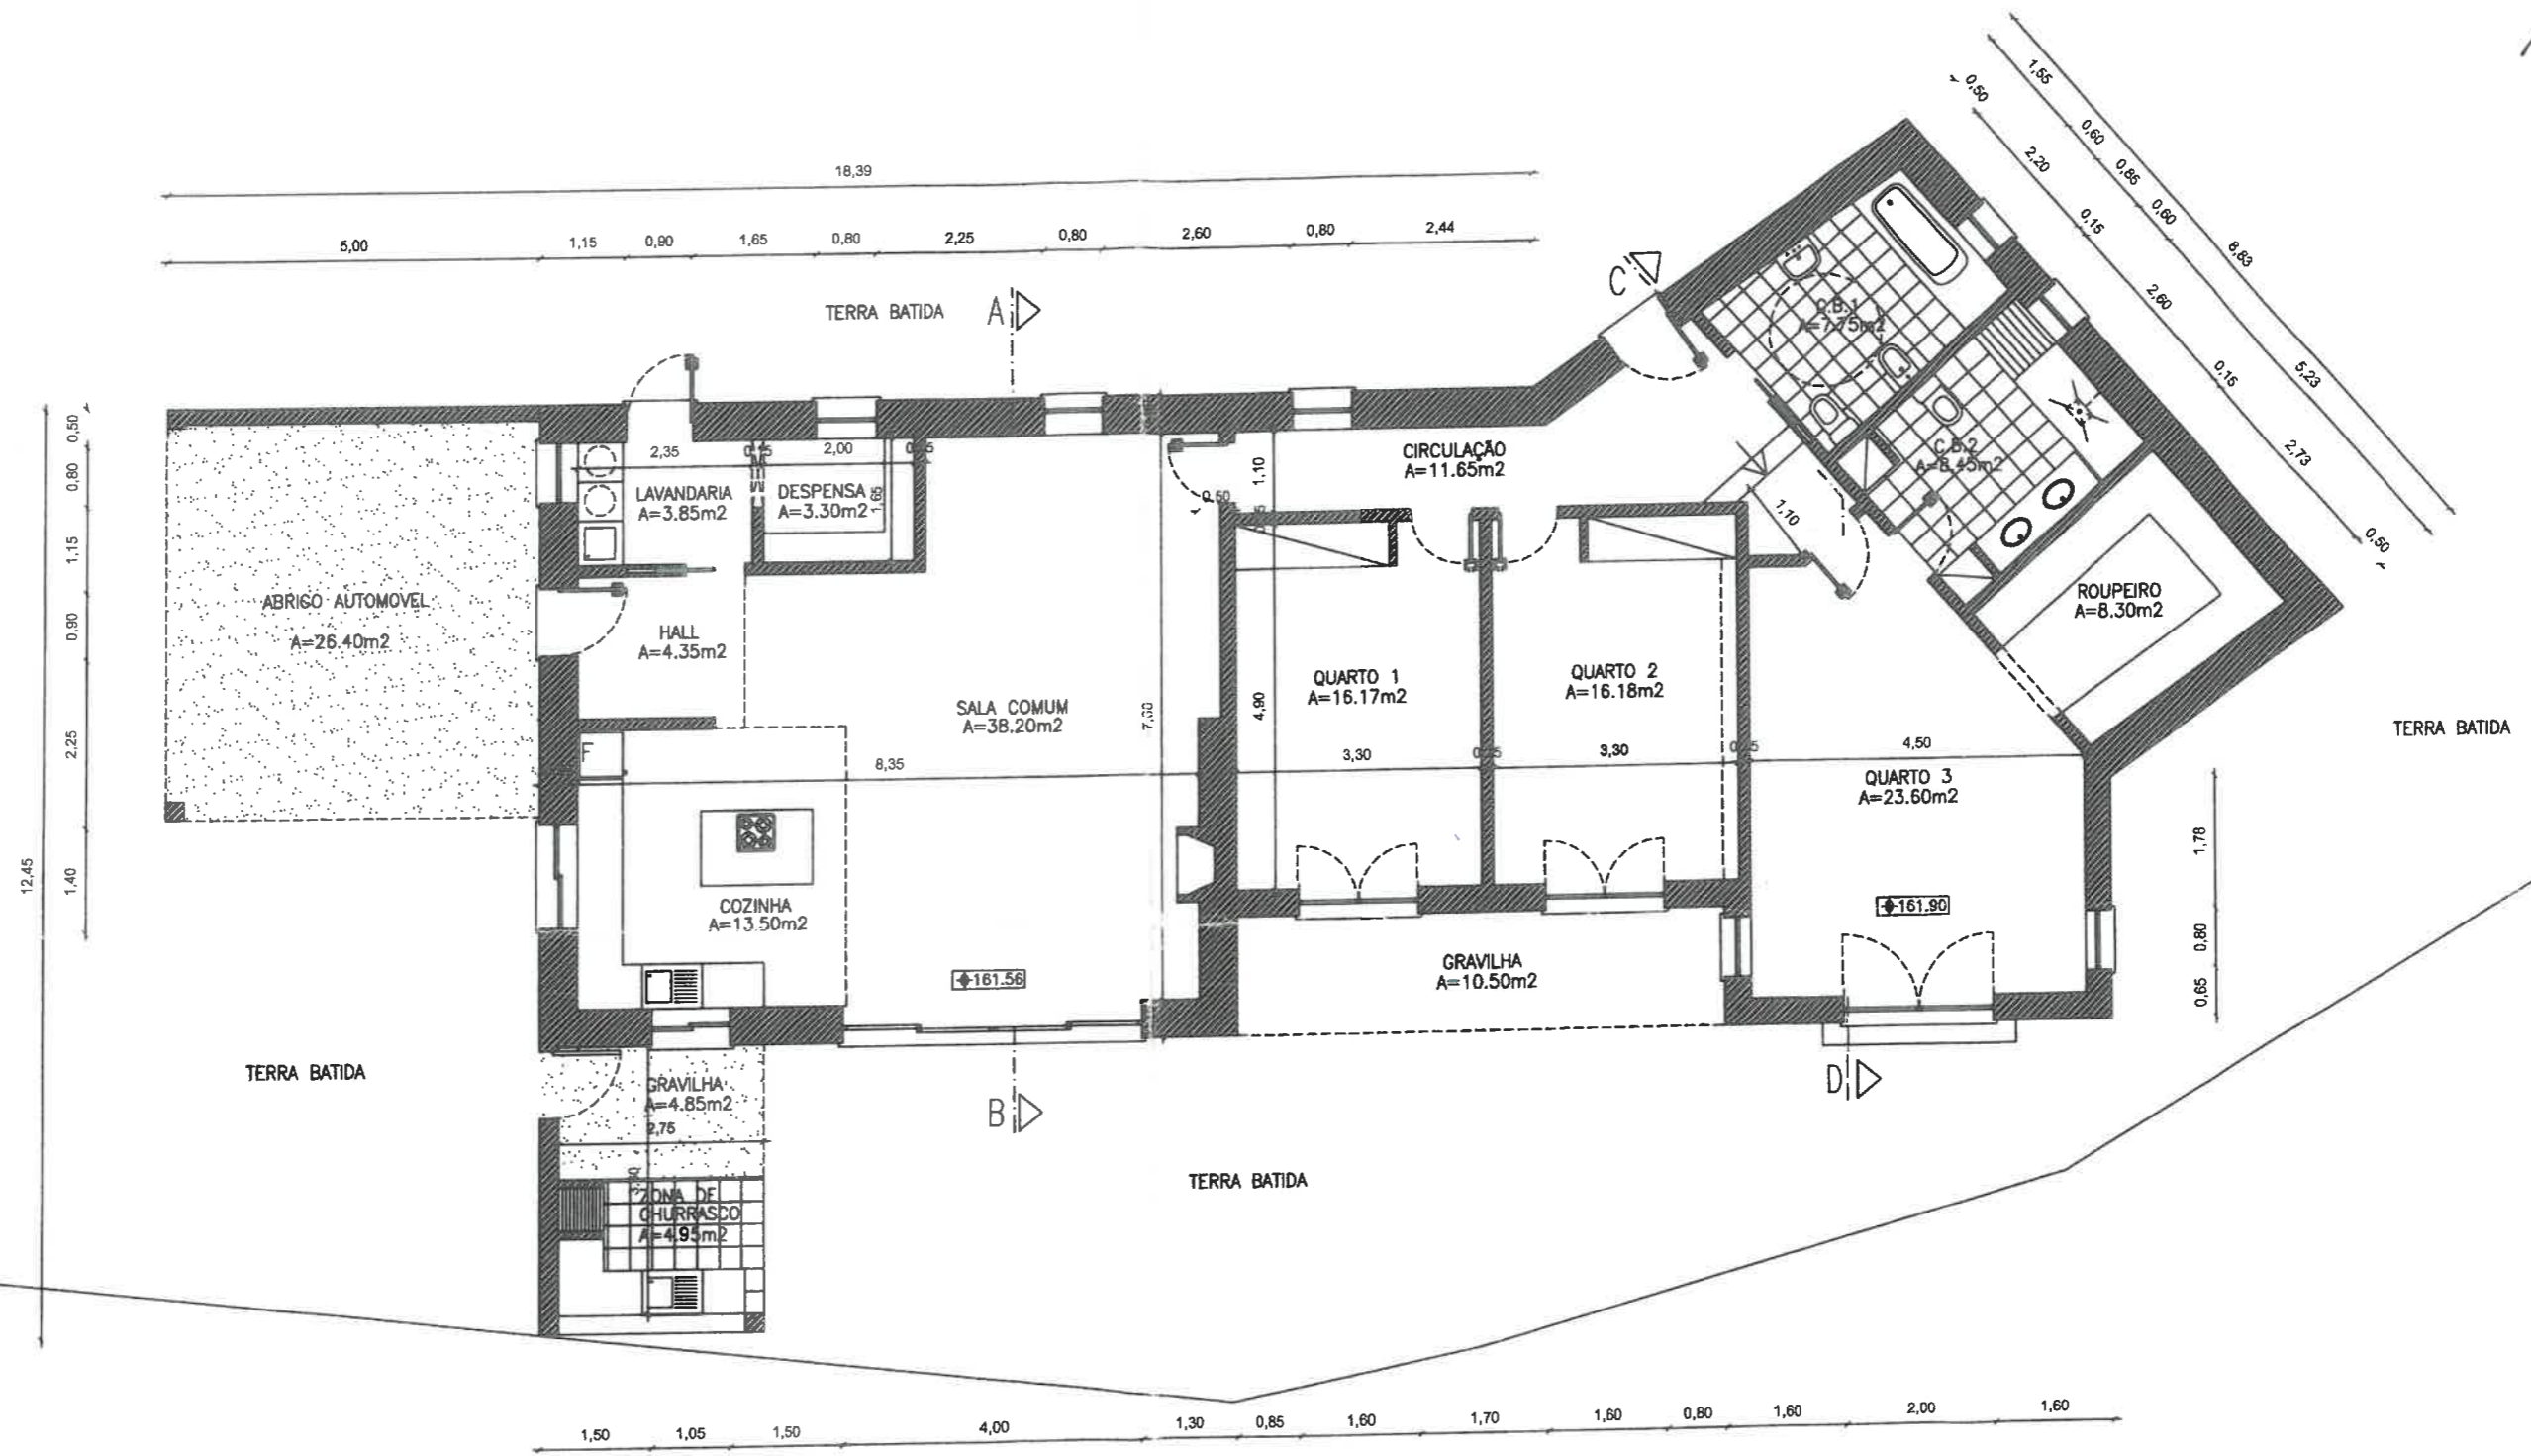 18,39
5,00
1,15
0,90
1,65
0,80
2,25
0,80
2,60
0,80
2,44
0,50
1,55
0,60
0,86
0,60
8,83
2,20
0,15
2,60
0,15
2,73
5,23
0,50
TERRA BATIDA
A
C
C.B.1
A=7.75m2
C.B.2
A=8.45m2
0,50
0,80
1,15
0,90
2,25
1,40
12,45
2,35
2,00
LAVANDARIA
A=3.85m2
DESPENSA
A=3.30m2
1,65
1,10
0,50
CIRCULAÇÃO
A=11.65m2
1,10
ABRIGO AUTOMOVEL
A=26.40m2
HALL
A=4.35m2
SALA COMUM
A=38.20m2
QUARTO 1
A=16.17m2
QUARTO 2
A=16.18m2
ROUPEIRO
A=8.30m2
TERRA BATIDA
F
8,35
4,90
3,30
3,30
4,50
QUARTO 3
A=23.60m2
1,78
0,80
0,65
COZINHA
A=13.50m2
161.56
161.90
GRAVILHA
A=10.50m2
TERRA BATIDA
GRAVILHA
A=4.85m2
2,75
B
D
TERRA BATIDA
ZONA DE
CHURRASCO
A=4.95m2
1,50
1,05
1,50
4,00
1,30
0,85
1,60
1,70
1,60
0,80
1,60
2,00
1,60